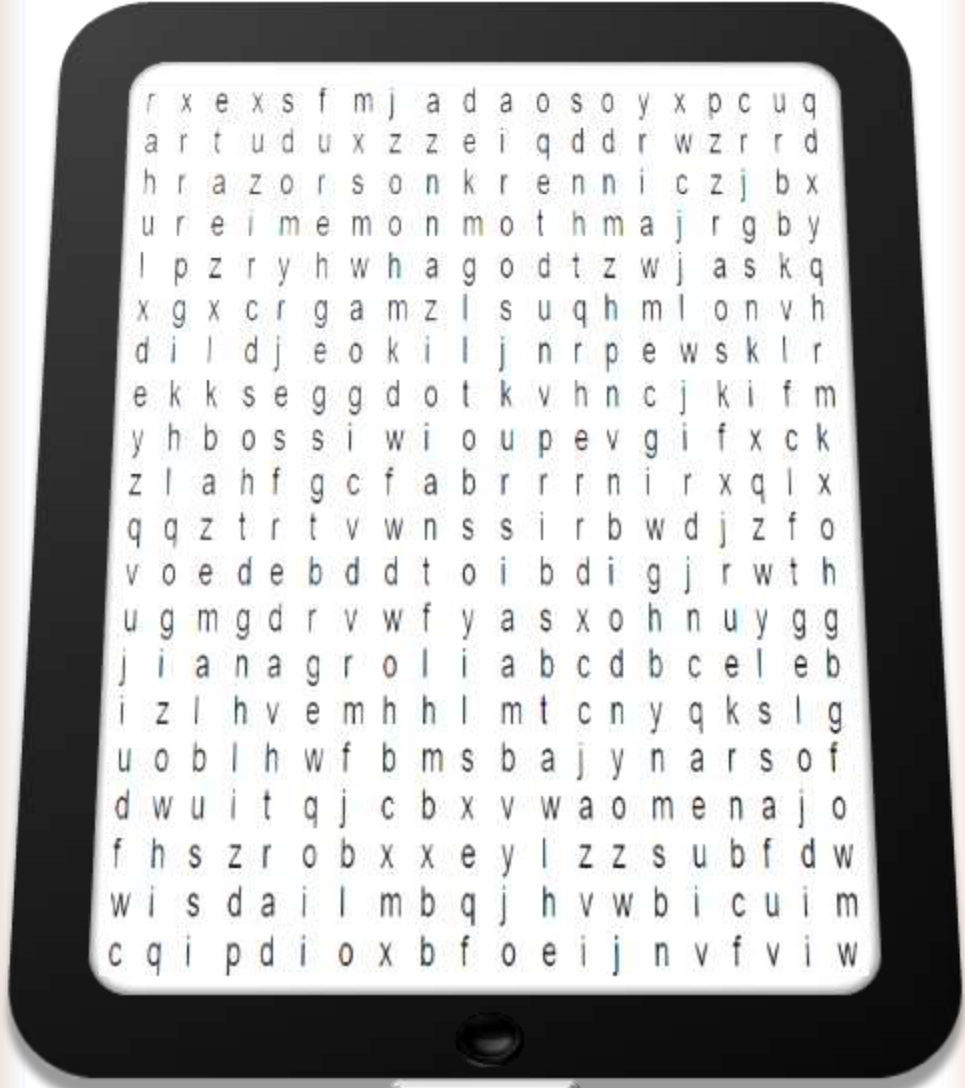 r x e x s f m j a d a o s o y x p c u q
a r t u d u x z z e i q d d r w z r r d
h r a z o r s o n k r e n n i c z j b x
u r e i m e m o n m o t h m a j r g b y
l p z r y h w h a g o d t z w j a s k q
x g x c r g a m z l s u q h m l o n v h
d i l d j e o k i l j n r p e w s k l r
e k k s e g g d o t k v h n c j k i f m
y h b o s s i w i o u p e v g i f x c k
z l a h f g c f a b r r r n i r x q l x
q q z t r t v w n s s i r b w d j z f o
v o e d e b d d t o i b d i g j r w t h
u g m g d r v w f y a s x o h n u y g g
j i a n a g r o l i a b c d b c e l e b
i z l h v e m h h l m t c n y q k s l g
u o b l h w f b m s b a j y n a r s o f
d w u i t q j c b x v w a o m e n a j o
f h s z r o b x x e y l z z s u b f d w
w i s d a i l m b q j h v w b i c u i m
c q i p d i o x b f o e i j n v f v i w